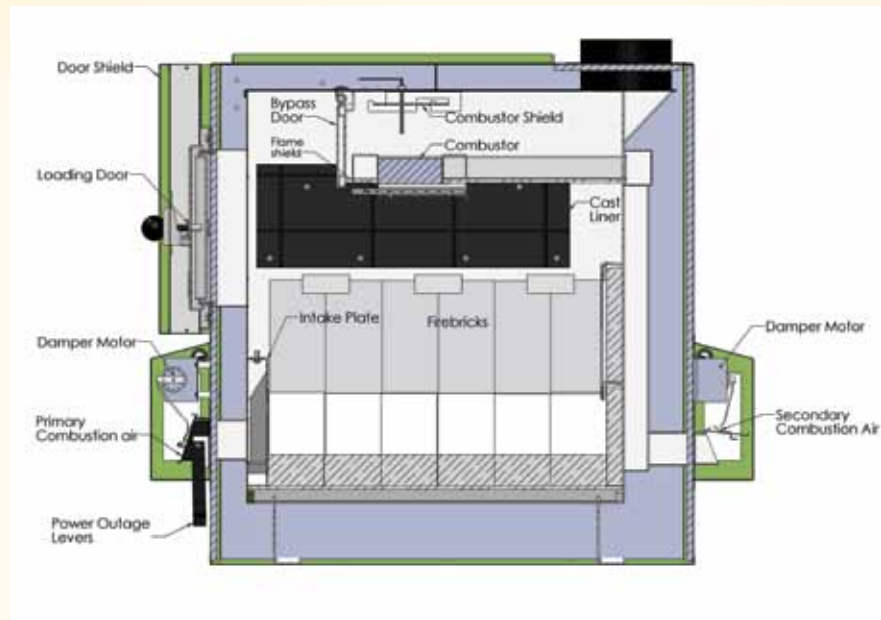 Door Shield
Bypass
Door
Combustor Shield
Flame
shield
Combustor
Loading Door
Cast
Liner
Intake Plate
Firebricks
Damper Motor
Damper Motor
Primary
Combustion air
Secondary
Combustion Air
Power Outage
Levers